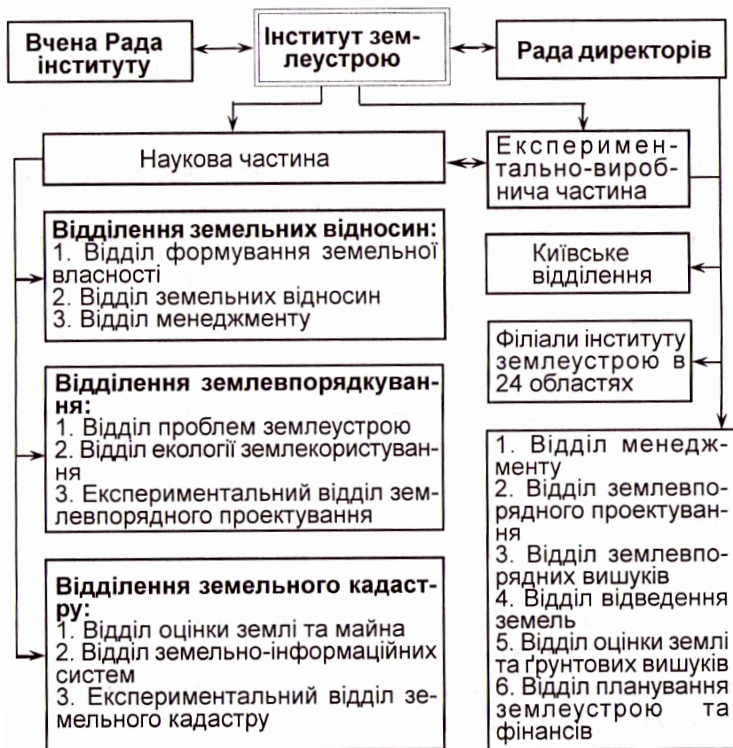 Вчена Рада
інституту
Інститут зем-
леустрою
Рада директорів
Наукова частина
Експеримен-
тально-вироб-
нича частина
Відділення земельних відносин:
1. Відділ формування земельної
власності
2. Відділ земельних відносин
3. Відділ менеджменту
Київське
відділення
Філіали інституту
землеустрою в
24 областях
Відділення землевпорядкуван-
ня:
1. Відділ проблем землеустрою
2. Відділ екології землекористуван-
ня
3. Експериментальний відділ зем-
левпорядного проектування
Відділення земельного кадаст-
ру:
1. Відділ оцінки землі та майна
2. Відділ земельно-інформаційних
систем
3. Експериментальний відділ зе-
мельного кадастру
1. Відділ менедж-
менту
2. Відділ землевпо-
рядного проектуван-
ня
3. Відділ землевпо-
рядних вишуків
4. Відділ відведення
земель
5. Відділ оцінки землі
та ґрунтових вишуків
6. Відділ планування
землеустрою та
фінансів